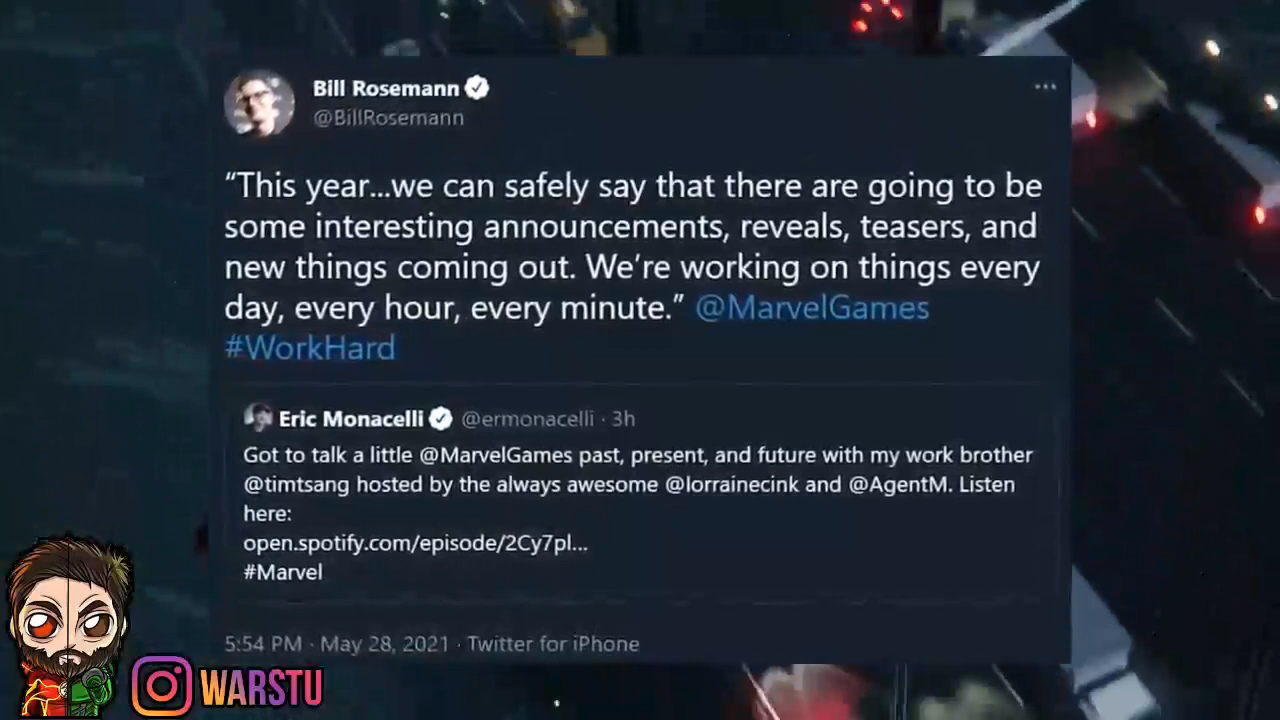 Bill Rosemann
@BillRosemann
“This year...we can safely say that there are going to be
some interesting announcements, reveals, teasers, and
new things coming out. We’re working on things every
day, every hour, every minute.” @MarvelGames
#WorkHard
Eric Monacelli @ermonacelli · 3h
Got to talk a little @MarvelGames past, present, and future with my work brother
@timtsang hosted by the always awesome @lorrainecink and @AgentM. Listen
here:
open.spotify.com/episode/2Cy7pl...
#Marvel
5:54 PM · May 28, 2021 · Twitter for iPhone
WARSTU